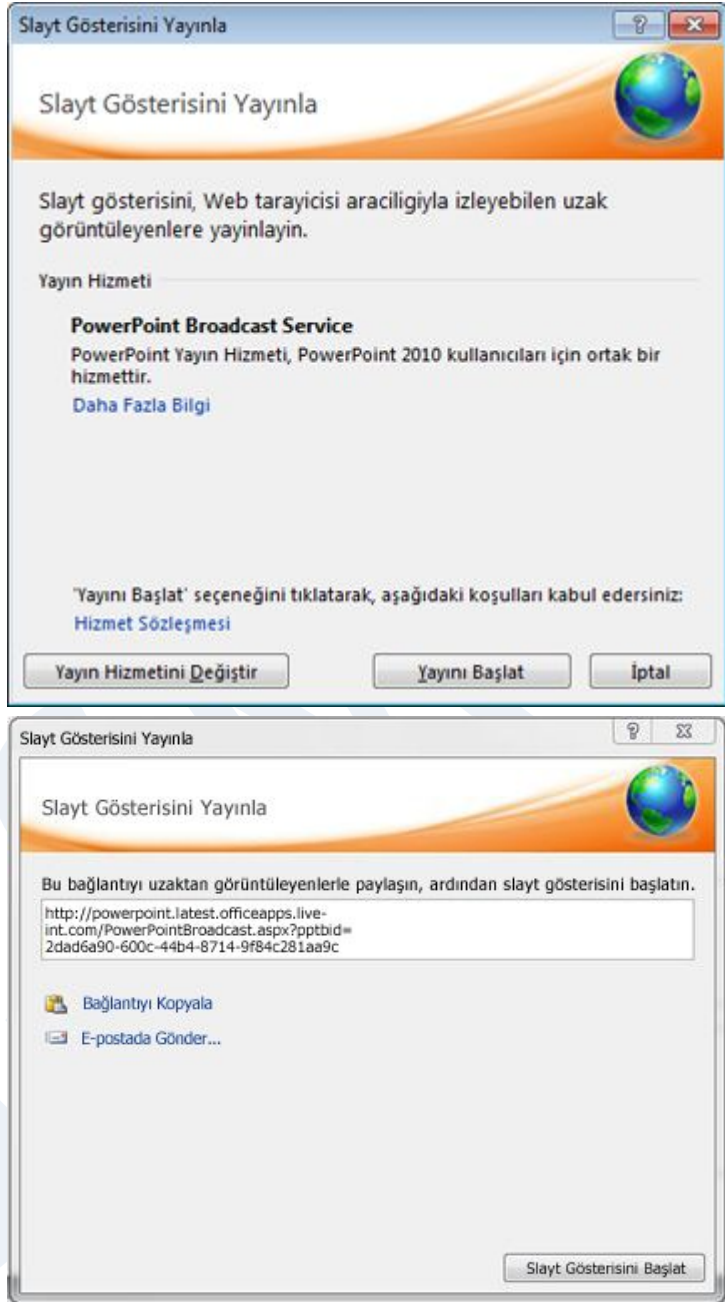 Slayt Gösterisini Yayınla
Slayt Gösterisini Yayınla
Slayt gösterisini, Web tarayicisi araciligiyla izleyebilen uzak
görüntüleyenlere yayinlayin.
Yayın Hizmeti
PowerPoint Broadcast Service
PowerPoint Yayın Hizmeti, PowerPoint 2010 kullanıcıları için ortak bir
hizmettir.
Daha Fazla Bilgi
'Yayını Başlat' seçeneğini tıklatarak, aşağıdaki koşulları kabul edersiniz:
Hizmet Sözleşmesi
Yayın Hizmetini Değiştir Yayını Başlat İptal
Slayt Gösterisini Yayınla
Slayt Gösterisini Yayınla
Bu bağlantıyı uzaktan görüntüleyenlerle paylaşın, ardından slayt gösterisini başlatın.
http://powerpoint.latest.officeapps.live-
int.com/PowerPointBroadcast.aspx?pptbid=
2dad6a90-600c-44b4-8714-9f84c281aa9c
Bağlantıyı Kopyala
E-postada Gönder...
Slayt Gösterisini Başlat